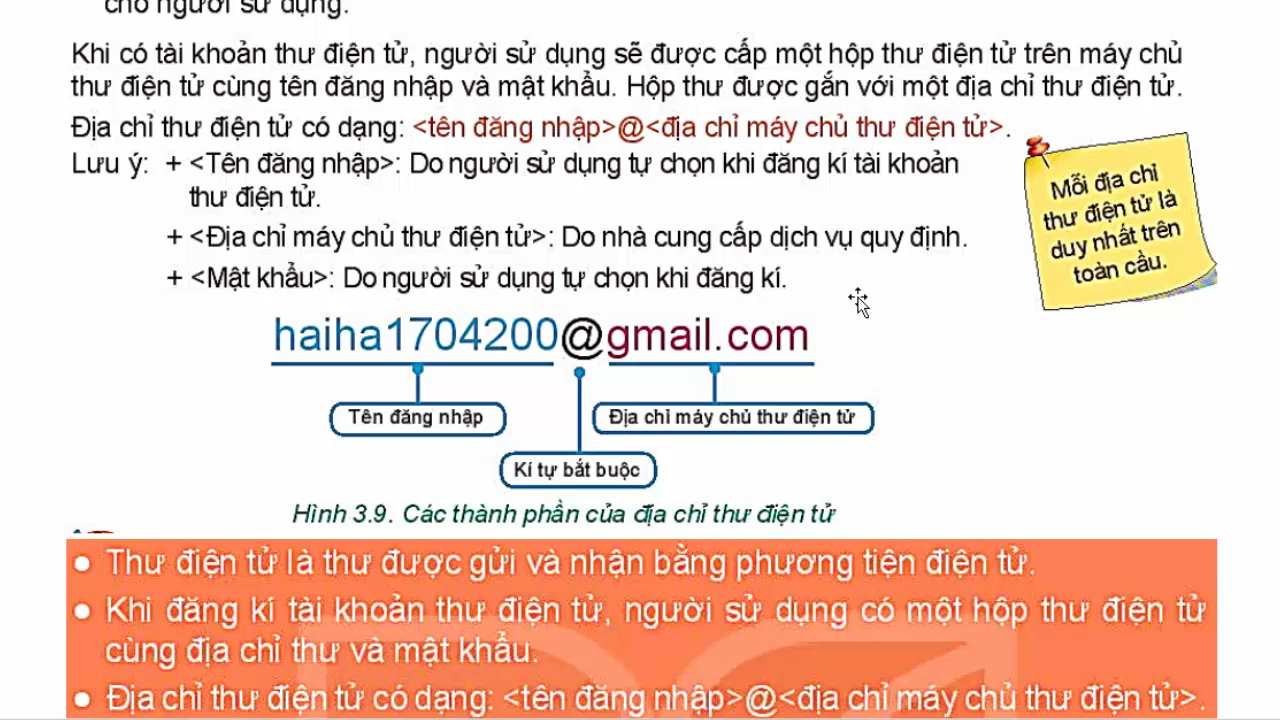 cho người sử dụng.
Khi có tài khoản thư điện tử, người sử dụng sẽ được cấp một hộp thư điện tử trên máy chủ
thư điện tử cùng tên đăng nhập và mật khẩu. Hộp thư được gắn với một địa chỉ thư điện tử.
Địa chỉ thư điện tử có dạng: <tên đăng nhập>@<địa chỉ máy chủ thư điện tử>.
Lưu ý: + <Tên đăng nhập>: Do người sử dụng tự chọn khi đăng kí tài khoản
thư điện tử.
+ <Địa chỉ máy chủ thư điện tử>: Do nhà cung cấp dịch vụ quy định.
+ <Mật khẩu>: Do người sử dụng tự chọn khi đăng kí.
Mỗi địa chỉ
thư điện tử là
duy nhất trên
toàn cầu.
haiha1704200@gmail.com
Tên đăng nhập
Địa chỉ máy chủ thư điện tử
Kí tự bắt buộc
Hình 3.9. Các thành phần của địa chỉ thư điện tử
• Thư điện tử là thư được gửi và nhận bằng phương tiện điện tử.
• Khi đăng kí tài khoản thư điện tử, người sử dụng có một hộp thư điện tử
cùng địa chỉ thư và mật khẩu.
• Địa chỉ thư điện tử có dạng: <tên đăng nhập>@<địa chỉ máy chủ thư điện tử>.